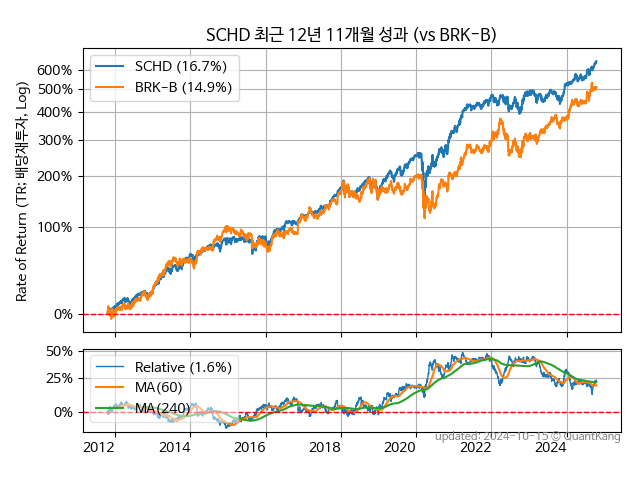 SCHD 최근 12년 11개월 성과 (vs BRK-B)
Rate of Return (TR: 배당재투자, Log)
600%
500%
400%
300%
200%
100%
0%
SCHD (16.7%)
BRK-B (14.9%)
50%
25%
0%
Relative (1.6%)
MA(60)
MA(240)
2012 2014 2016 2018 2020 2022 2024
updated: 2024-10-15 © QuantKang